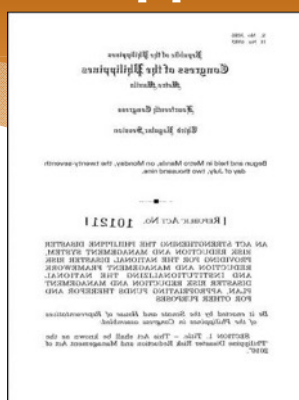 S. No. 3086
H. No. 6985
Republic of the Philippines
Congress of the Philippines
Metro Manila
Fourteenth Congress
Third Regular Session
Begun and held in Metro Manila, on Monday, the twenty-seventh
day of July, two thousand nine.
[ REPUBLIC ACT NO. 10121 ]
AN ACT STRENGTHENING THE PHILIPPINE DISASTER
RISK REDUCTION AND MANAGEMENT SYSTEM,
PROVIDING FOR THE NATIONAL DISASTER RISK
REDUCTION AND MANAGEMENT FRAMEWORK
AND INSTITUTIONALIZING THE NATIONAL
DISASTER RISK REDUCTION AND MANAGEMENT
PLAN, APPROPRIATING FUNDS THEREFOR AND
FOR OTHER PURPOSES
Be it enacted by the Senate and House of Representatives
of the Philippines in Congress assembled:
SECTION 1. Title. – This Act shall be known as the
"Philippine Disaster Risk Reduction and Management Act of
2010".